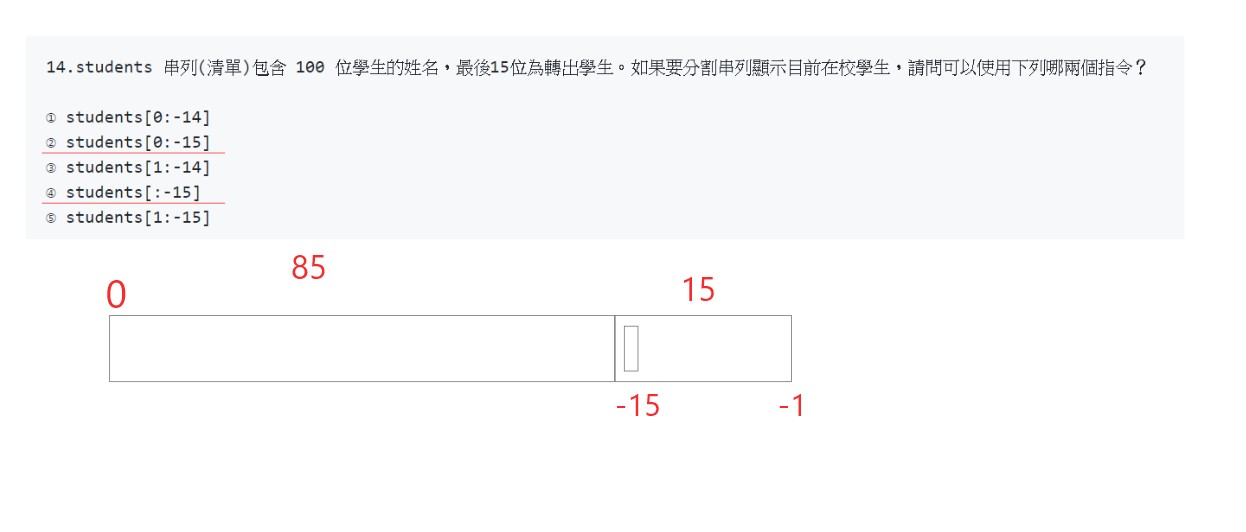 14.students 串列(清單)包含 100 位學生的姓名，最後15位為轉出學生。如果要分割串列顯示目前在校學生，請問可以使用下列哪兩個指令？
① students[0:-14]
② students[0:-15]
③ students[1:-14]
④ students[:-15]
⑤ students[1:-15]
85
0
15
-15
-1